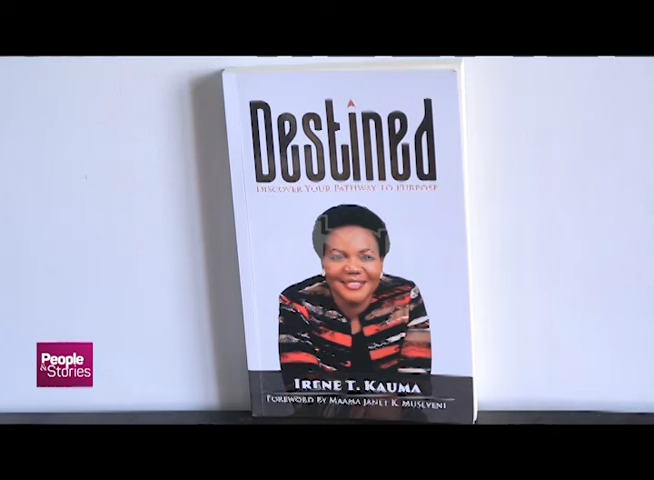 Destined
DISCOVER YOUR PATHWAY TO PURPOSE
IRENE T. KAUMA
FOREWORD BY MAAMA JANET K. MUSEVENI
People
& Stories